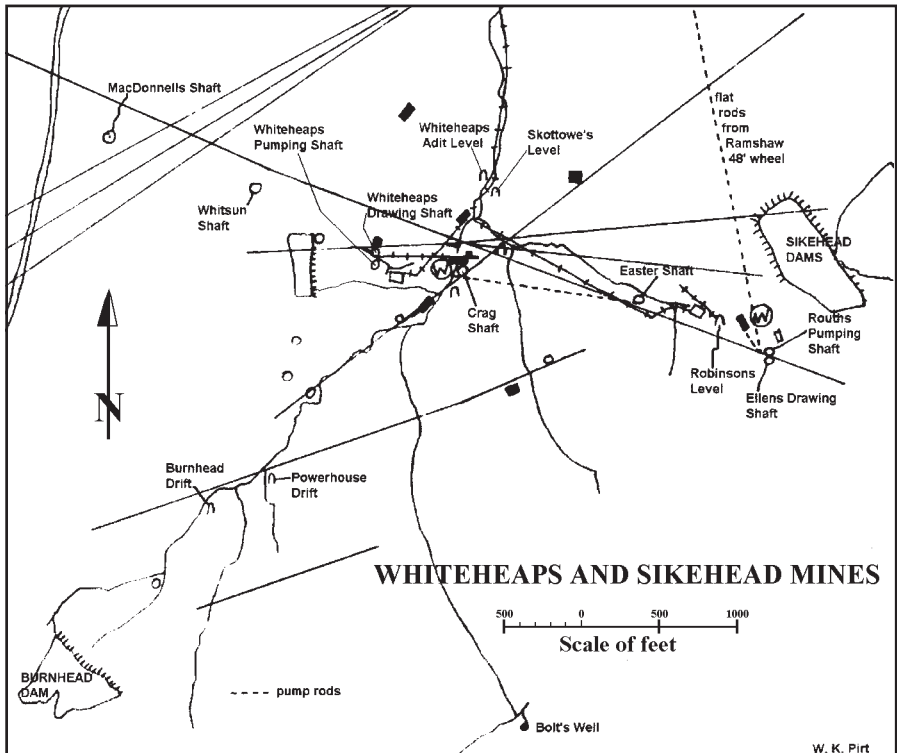 MacDonnells Shaft
Whiteheaps
Pumping Shaft
Whiteheaps
Adit Level
Skottowe's
Level
flat
rods
from
Ramshaw
48' wheel
Whitsun
Shaft
Whiteheaps
Drawing Shaft
SIKEHEAD
DAMS
W
Easter Shaft
Crag
Shaft
W
Rouths
Pumping
Shaft
Robinsons
Level
Ellens Drawing
Shaft
N
Burnhead
Drift
Powerhouse
Drift
WHITEHEAPS AND SIKEHEAD MINES
500 0 500 1000
Scale of feet
BURNHEAD
DAM
pump rods
Bolt's Well
W. K. Pirt